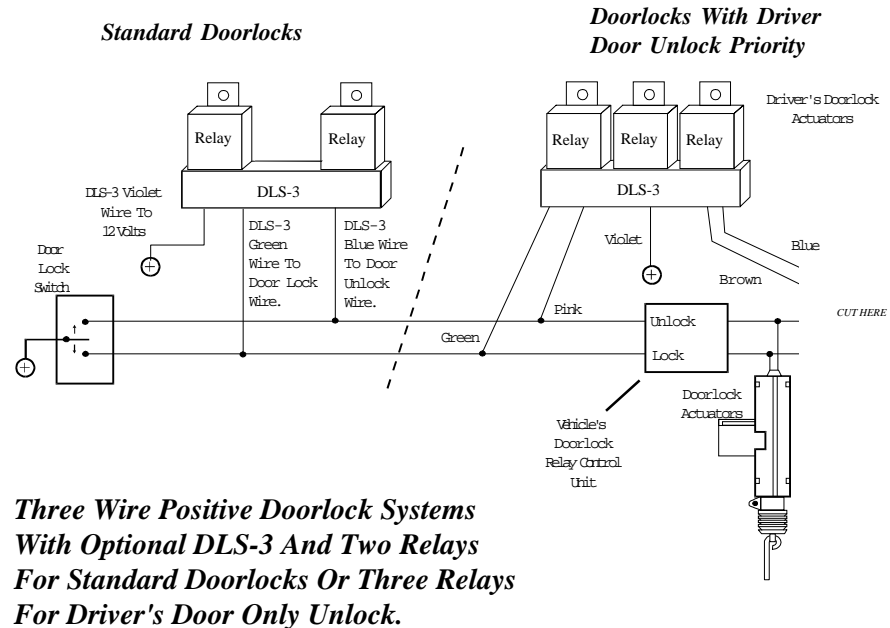 Standard Doorlocks
Doorlocks With Driver
Door Unlock Priority
Relay
Relay
DLS-3
DLS-3 Violet
Wire To
12Volts
DLS-3
Green
Wire To
Door Lock
Wire.
DLS-3
Blue Wire
To Door
Unlock
Wire.
Door
Lock
Switch
Relay
Relay
Relay
DLS-3
Driver's Doorlock
Actuators
Violet
Blue
Brown
Pink
Green
Unlock
Lock
CUT HERE
Doorlock
Actuators
Vehicle's
Doorlock
Relay Control
Unit
Three Wire Positive Doorlock Systems
With Optional DLS-3 And Two Relays
For Standard Doorlocks Or Three Relays
For Driver's Door Only Unlock.